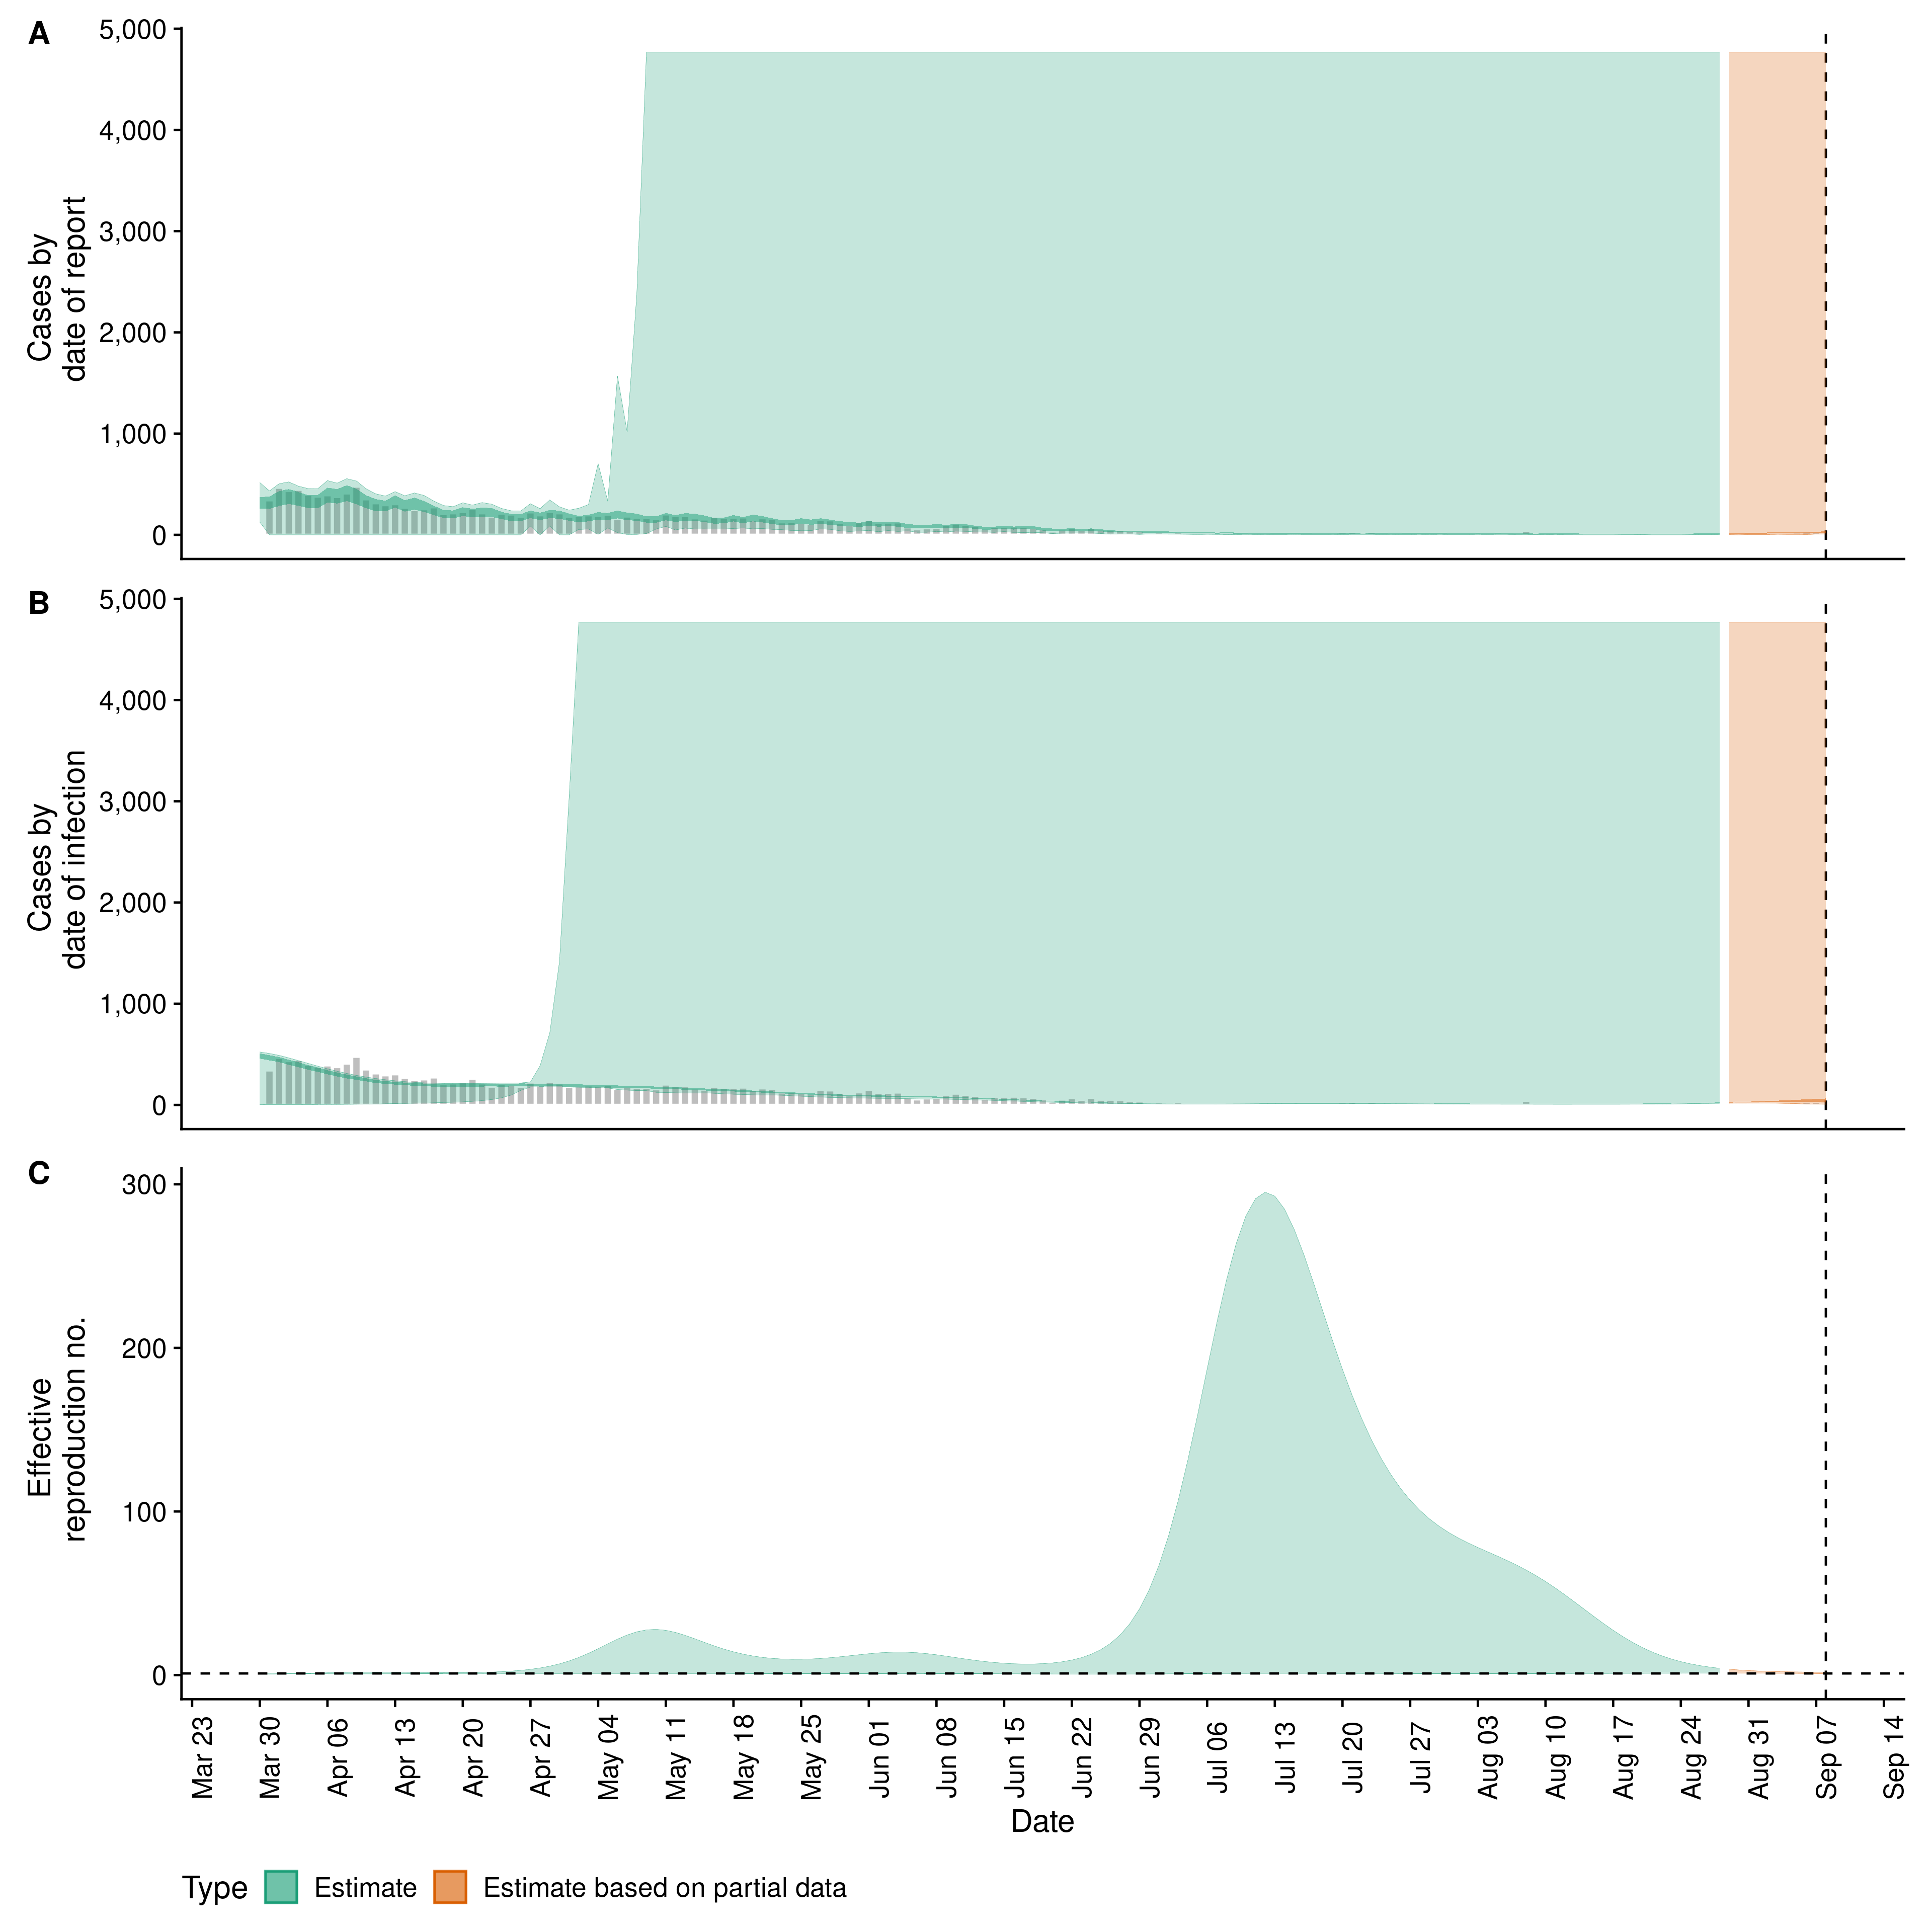 A
5,000
4,000
3,000
2,000
1,000
0
Cases by
date of report
B
5,000
4,000
3,000
2,000
1,000
0
Cases by
date of infection
C
300
200
100
0
Effective
reproduction no.
Mar 23
Mar 30
Apr 06
Apr 13
Apr 20
Apr 27
May 04
May 11
May 18
May 25
Jun 01
Jun 08
Jun 15
Jun 22
Jun 29
Jul 06
Jul 13
Jul 20
Jul 27
Aug 03
Aug 10
Aug 17
Aug 24
Aug 31
Sep 07
Sep 14
Date
Type Estimate Estimate based on partial data